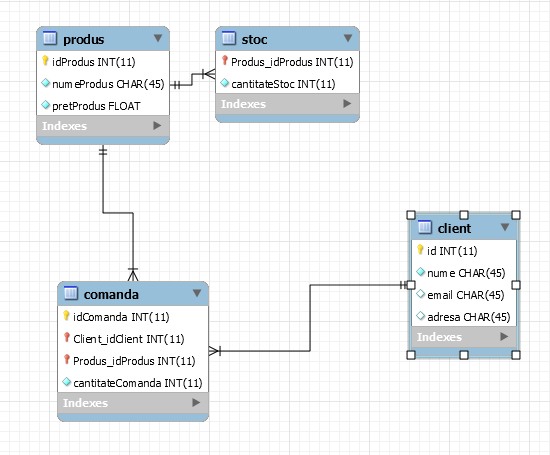 produs
idProdus INT(11)
numeProdus CHAR(45)
pretProdus FLOAT
Indexes
stoc
Produs_idProdus INT(11)
cantitateStoc INT(11)
Indexes
client
id INT(11)
nume CHAR(45)
email CHAR(45)
adresa CHAR(45)
Indexes
comanda
idComanda INT(11)
Client_idClient INT(11)
Produs_idProdus INT(11)
cantitateComanda INT(11)
Indexes